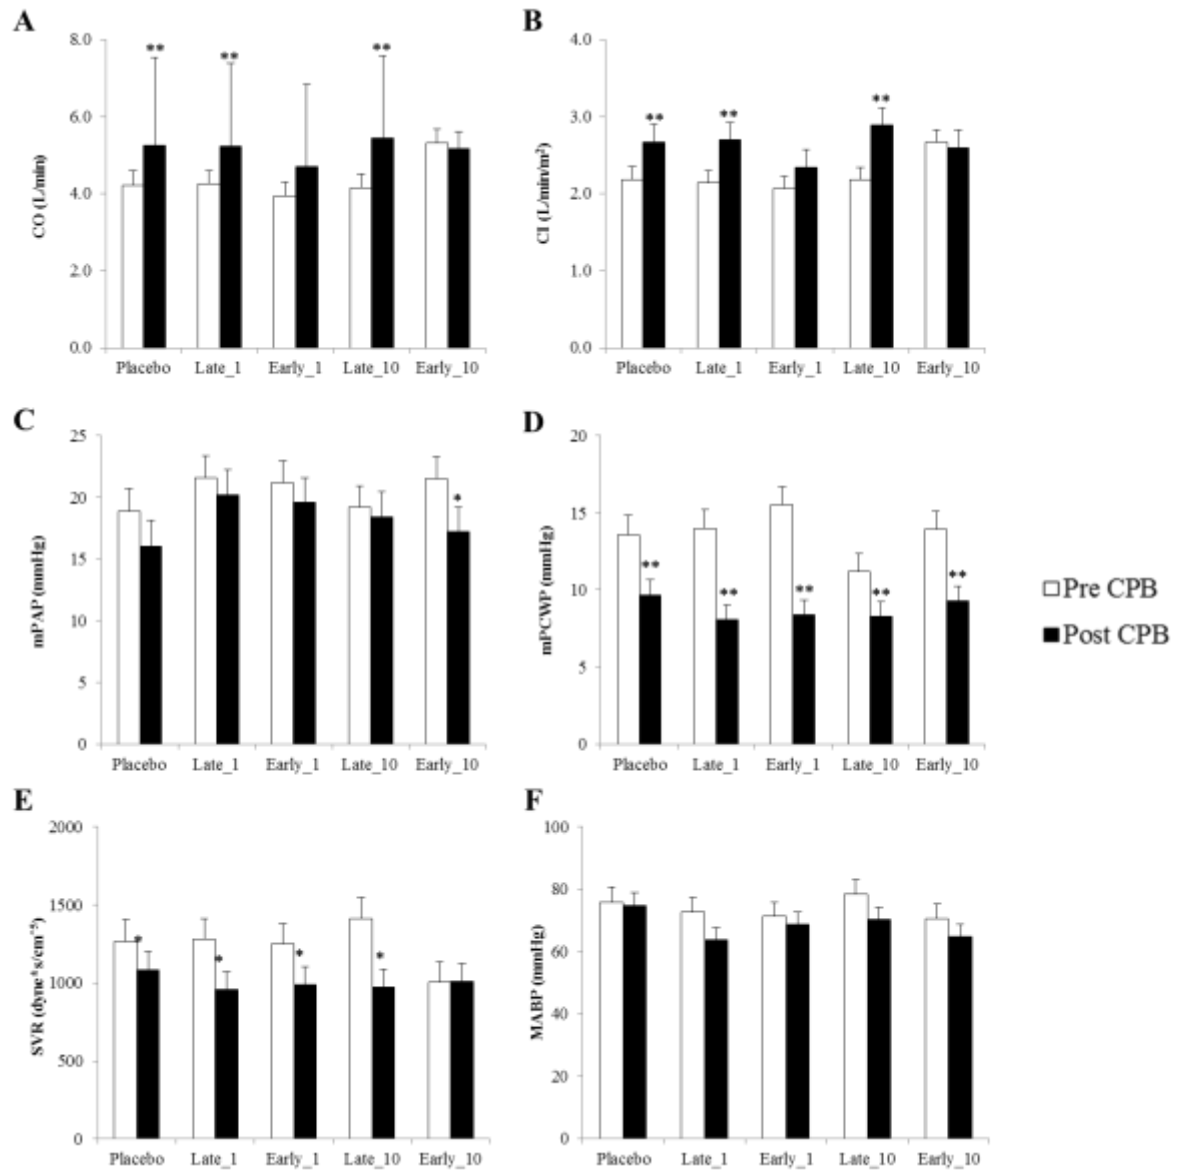 A
B
8.0
6.0
4.0
2.0
0.0
CO (L/min)
**
**
**
Placebo Late_1 Early_1 Late_10 Early_10
4.0
3.0
2.0
1.0
0.0
CI (L/min/m²)
**
**
**
Placebo Late_1 Early_1 Late_10 Early_10
C
D
25
20
15
10
5
0
mPAP (mmHg)
*
Placebo Late_1 Early_1 Late_10 Early_10
20
15
10
5
0
mPCWP (mmHg)
**
**
**
**
**
Placebo Late_1 Early_1 Late_10 Early_10
Pre CPB
Post CPB
E
F
2000
1500
1000
500
0
SVR (dyne*s/cm⁻⁵)
*
*
*
*
Placebo Late_1 Early_1 Late_10 Early_10
100
80
60
40
20
0
MABP (mmHg)
Placebo Late_1 Early_1 Late_10 Early_10